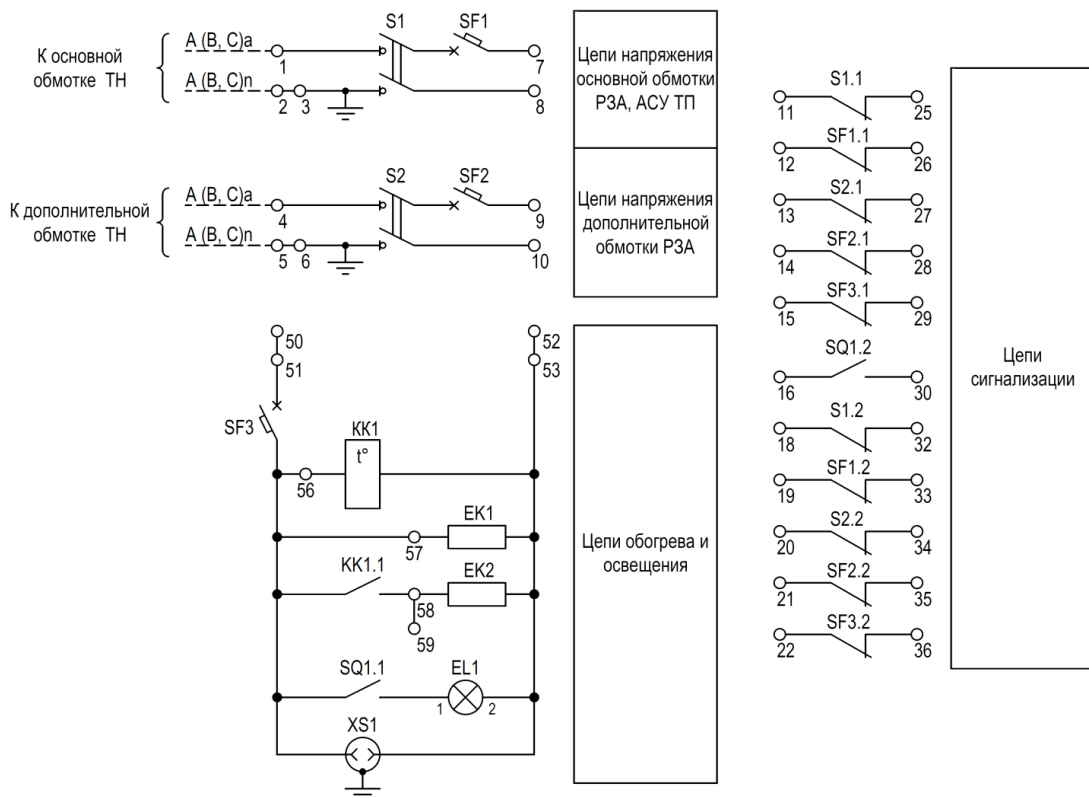 К основной
обмотке ТН
A (B, C)a
A (B, C)n
1
2
3
S1
SF1
7
8
Цепи напряжения
основной обмотки
РЗА, АСУ ТП
К дополнительной
обмотке ТН
A (B, C)a
A (B, C)n
4
5
6
S2
SF2
9
10
Цепи напряжения
дополнительной
обмотки РЗА
50
51
52
53
SF3
KK1
t°
56
EK1
57
KK1.1
EK2
58
59
SQ1.1
EL1
1
2
XS1
Цепи обогрева и
освещения
S1.1
11
25
SF1.1
12
26
S2.1
13
27
SF2.1
14
28
SF3.1
15
29
SQ1.2
16
30
S1.2
18
32
SF1.2
19
33
S2.2
20
34
SF2.2
21
35
SF3.2
22
36
Цепи
сигнализации